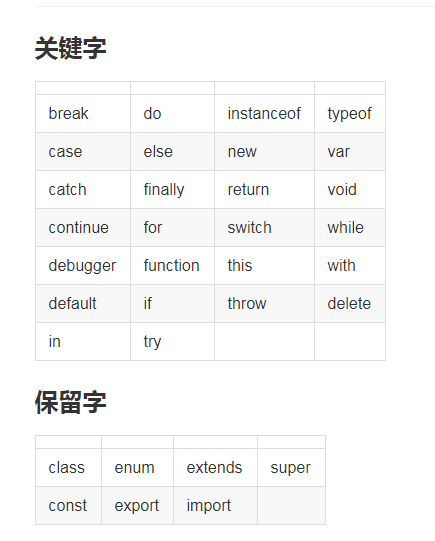 关键字
break do instanceof typeof
case else new var
catch finally return void
continue for switch while
debugger function this with
default if throw delete
in try
保留字
class enum extends super
const export import